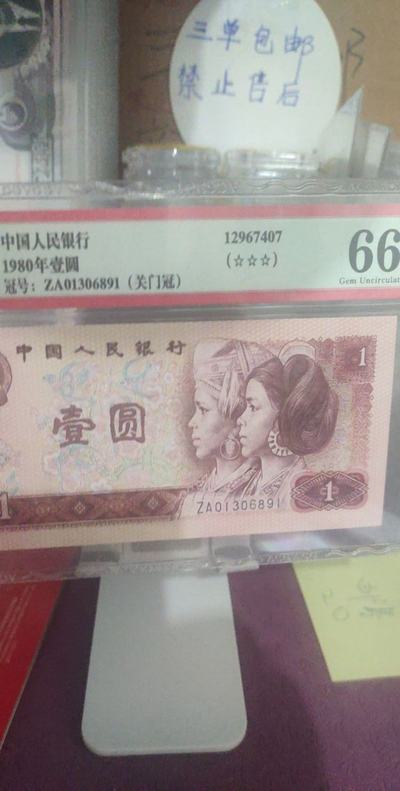 三单包邮
禁止售后
中国人民银行
12967407
1980年壹圆
(☆☆☆)
冠号: ZA01306891 (关门冠)
66
Gem Uncirculat
中国人民银行
1
壹圆
ZA01306891
1
1